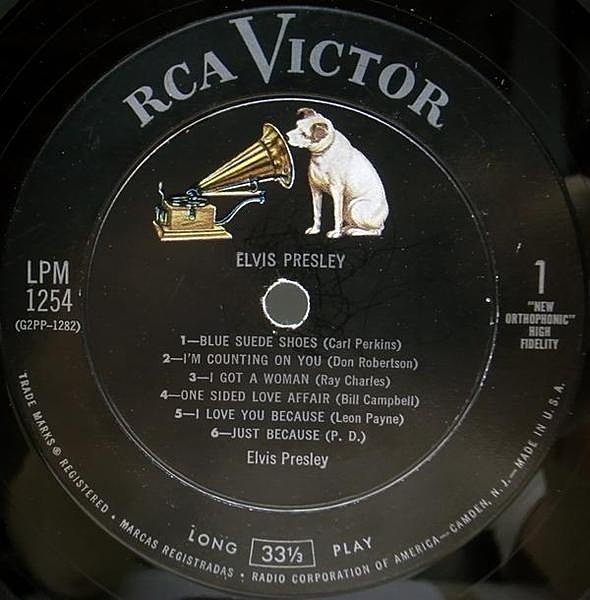 RCA VICTOR
ELVIS PRESLEY
LPM
1254
(G2PP-1282)
1
"NEW
ORTHOPHONIC"
HIGH
FIDELITY
1—BLUE SUEDE SHOES (Carl Perkins)
2—I'M COUNTING ON YOU (Don Robertson)
3—I GOT A WOMAN (Ray Charles)
4—ONE SIDED LOVE AFFAIR (Bill Campbell)
5—I LOVE YOU BECAUSE (Leon Payne)
6—JUST BECAUSE (P. D.)
Elvis Presley
LONG 33⅓ PLAY
TRADE MARKS ® REGISTERED • MARCAS REGISTRADAS • RADIO CORPORATION OF AMERICA—CAMDEN, N. J.—MADE IN U. S. A.